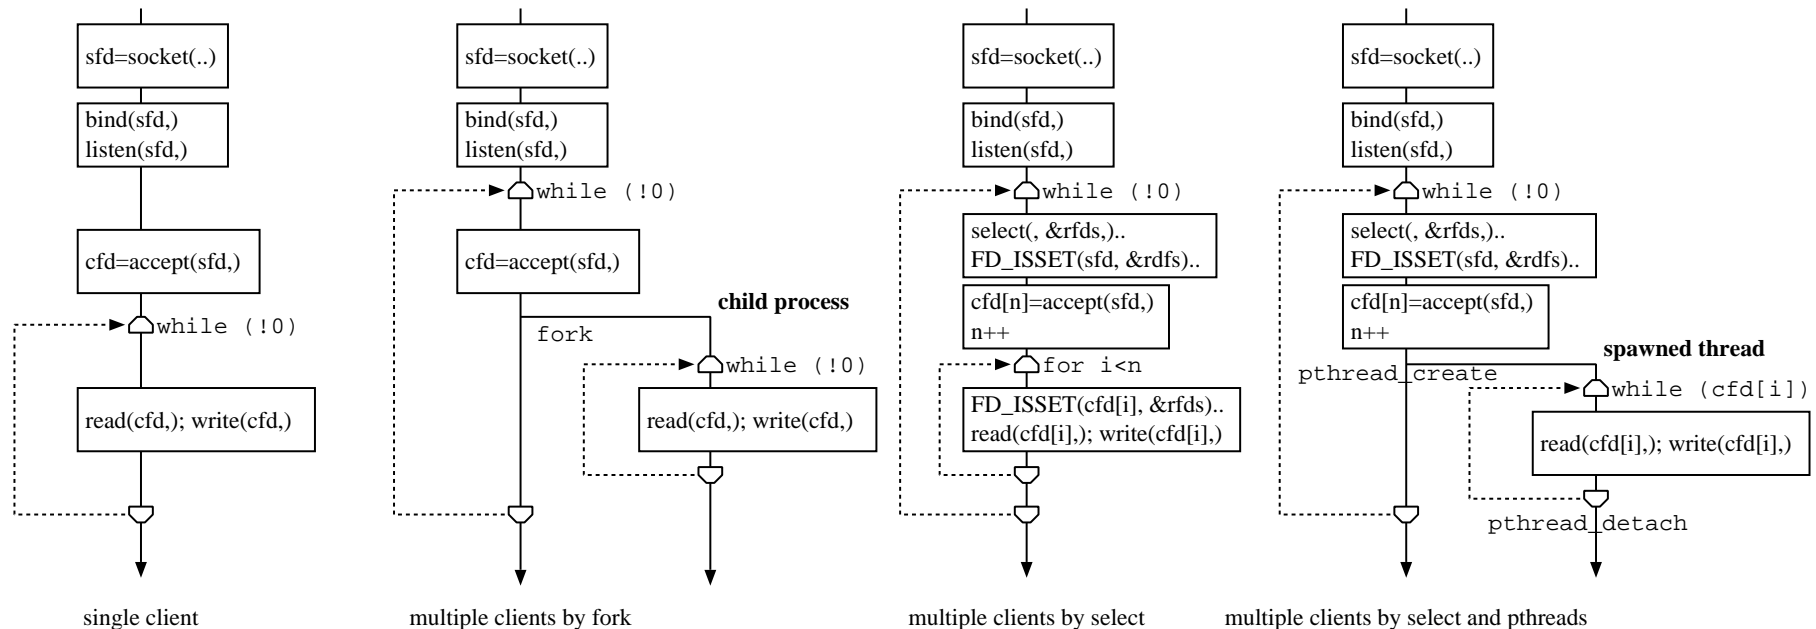 sfd=socket(..)
bind(sfd,)
listen(sfd,)
cfd=accept(sfd,)
while (!0)
read(cfd,); write(cfd,)
single client
sfd=socket(..)
bind(sfd,)
listen(sfd,)
while (!0)
cfd=accept(sfd,)
child process
fork
while (!0)
read(cfd,); write(cfd,)
multiple clients by fork
sfd=socket(..)
bind(sfd,)
listen(sfd,)
while (!0)
select(, &rfds,)..
FD_ISSET(sfd, &rdfs)..
cfd[n]=accept(sfd,)
n++
for i<n
FD_ISSET(cfd[i], &rfds)..
read(cfd[i],); write(cfd[i],)
multiple clients by select
sfd=socket(..)
bind(sfd,)
listen(sfd,)
while (!0)
select(, &rfds,)..
FD_ISSET(sfd, &rdfs)..
cfd[n]=accept(sfd,)
n++
spawned thread
pthread_create
while (cfd[i])
read(cfd[i],); write(cfd[i],)
pthread_detach
multiple clients by select and pthreads